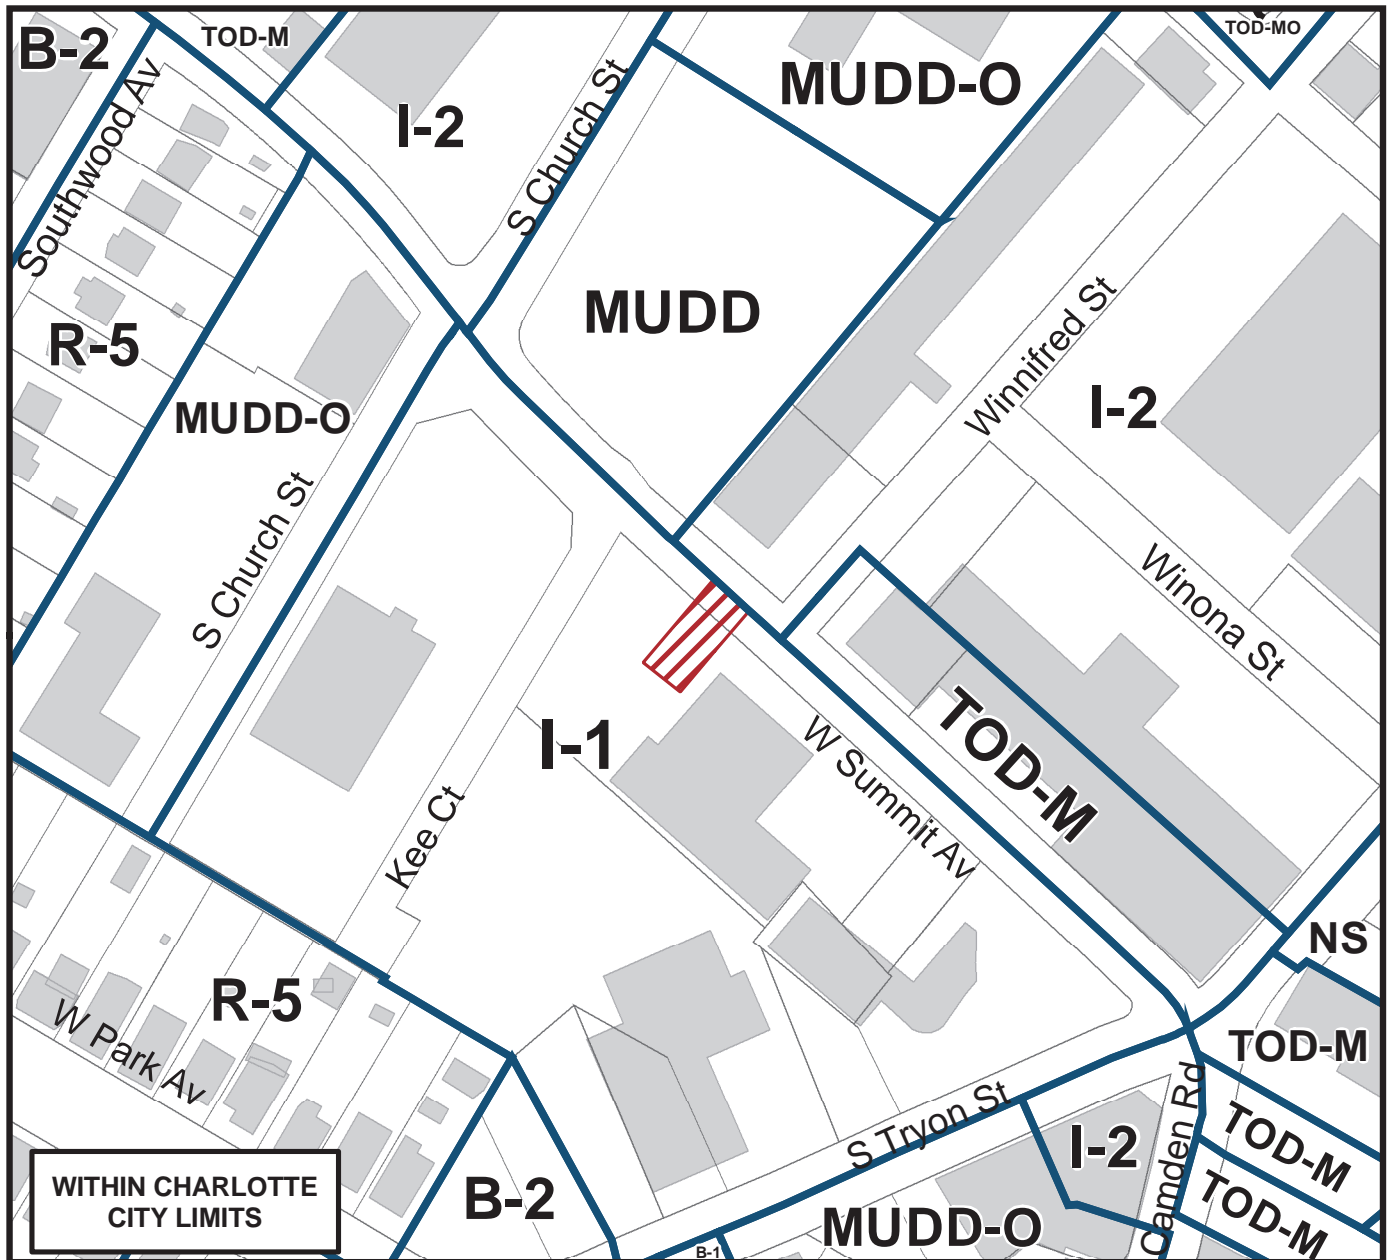 B-2
TOD-M
TOD-MO
MUDD-O
I-2
S Church St
Southwood Av
MUDD
R-5
Winnifred St
I-2
MUDD-O
S Church St
Winona St
TOD-M
I-1
W Summit Av
Kee Ct
NS
R-5
W Park Av
TOD-M
S Tryon St
Camden Rd
I-2
TOD-M
TOD-M
B-2
MUDD-O
B-1
WITHIN CHARLOTTE
CITY LIMITS